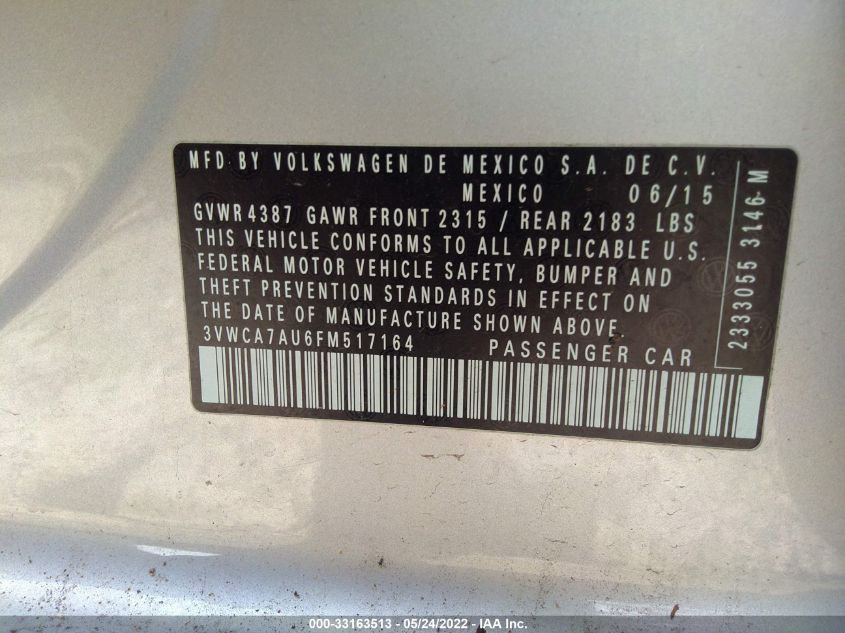 MFD BY VOLKSWAGEN DE MEXICO S.A. DE C.V.
MEXICO 06/15
GVWR 4387 GAWR FRONT 2315 / REAR 2183 LBS
THIS VEHICLE CONFORMS TO ALL APPLICABLE U.S.
FEDERAL MOTOR VEHICLE SAFETY, BUMPER AND
THEFT PREVENTION STANDARDS IN EFFECT ON
THE DATE OF MANUFACTURE SHOWN ABOVE.
3VWCA7AU6FM517164 PASSENGER CAR
2333055 3146 M
000-33163513 - 05/24/2022 - IAA Inc.